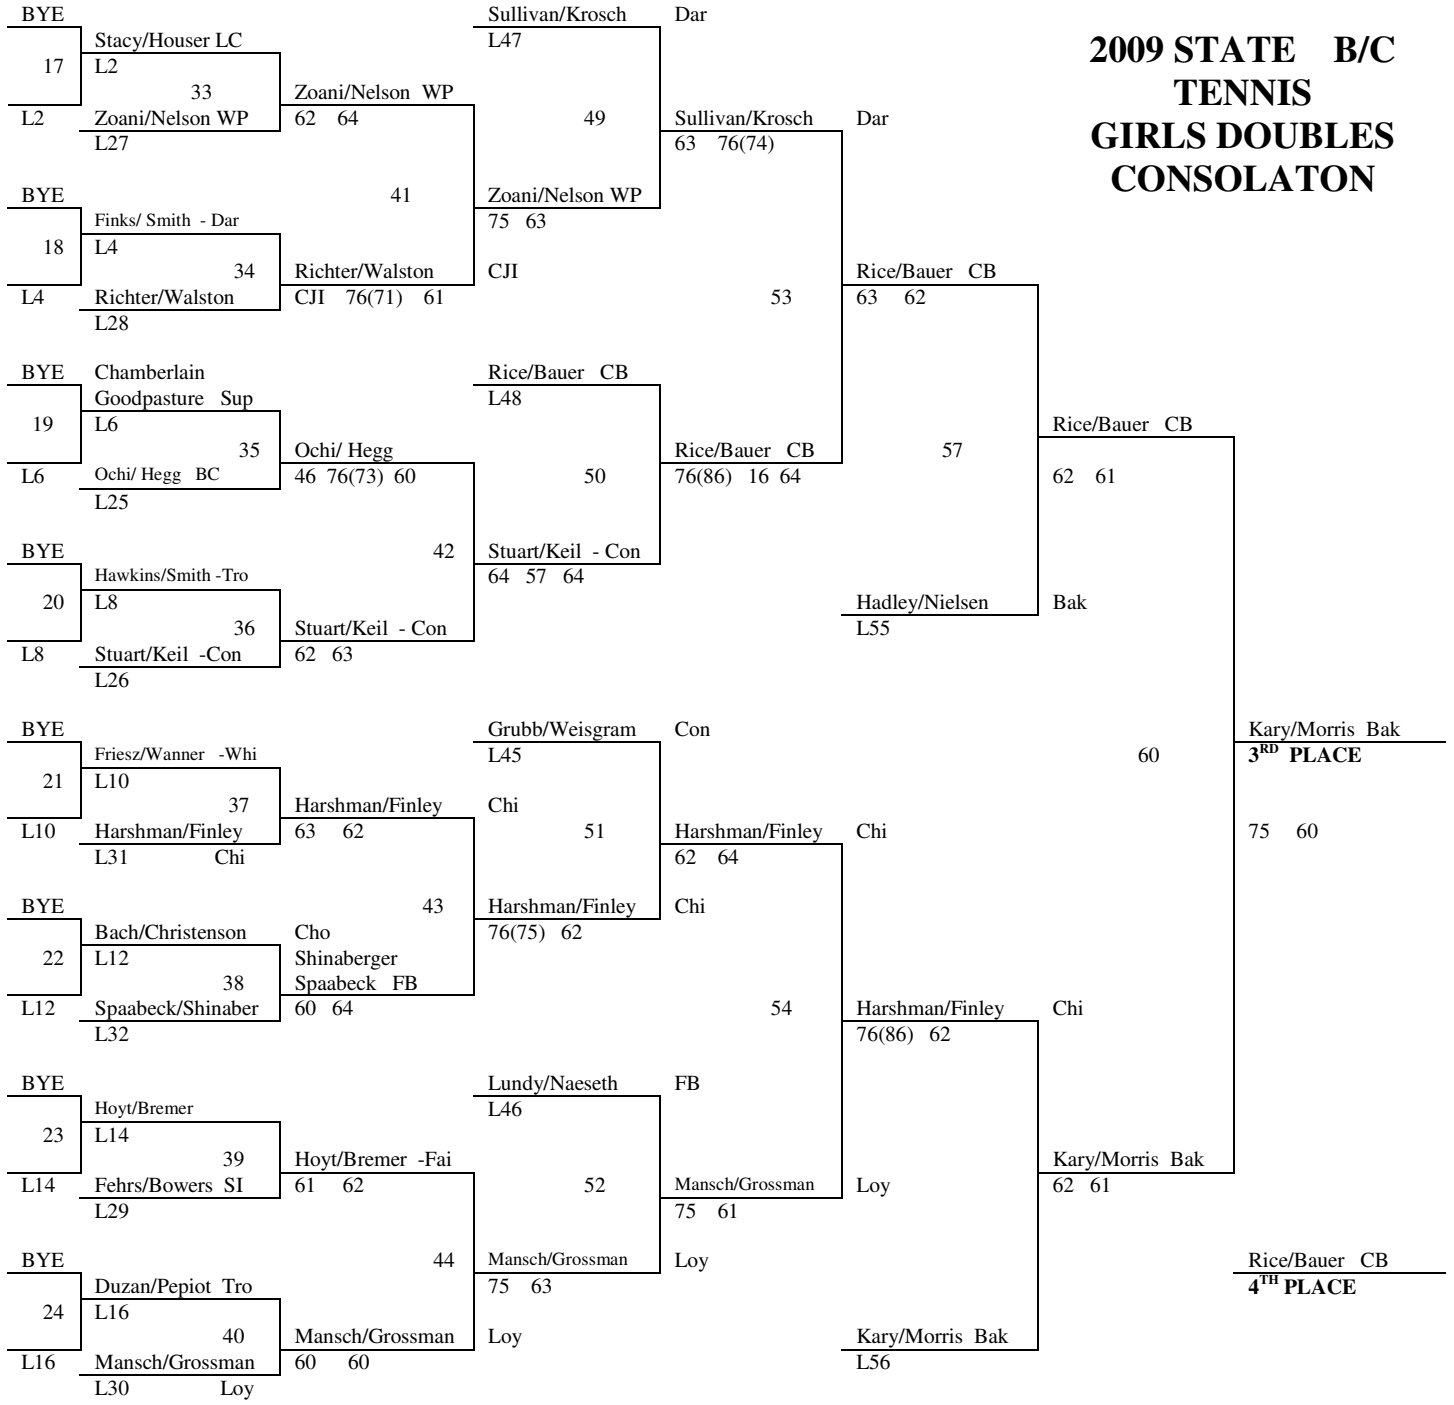 BYE Sullivan/Krosch Dar
Stacy/Houser LC L47
2009 STATE B/C
17 L2
TENNIS
33 Zoani/Nelson WP
L2 Zoani/Nelson WP 62 64 49 Sullivan/Krosch Dar
GIRLS DOUBLES
L27 63 76(74)
CONSOLATON
BYE 41 Zoani/Nelson WP
Finks/ Smith - Dar 75 63
18 L4
34 Richter/Walston CJI Rice/Bauer CB
L4 Richter/Walston CJI 76(71) 61 53 63 62
L28
BYE Chamberlain Rice/Bauer CB
Goodpasture Sup L48
19 L6 Rice/Bauer CB
35 Ochi/ Hegg Rice/Bauer CB 57
L6 Ochi/ Hegg BC 46 76(73) 60 50 76(86) 16 64 62 61
L25
BYE 42 Stuart/Keil - Con
Hawkins/Smith -Tro 64 57 64
20 L8 Hadley/Nielsen Bak
36 Stuart/Keil - Con L55
L8 Stuart/Keil -Con 62 63
L26
BYE Grubb/Weisgram Con Kary/Morris Bak
Friesz/Wanner -Whi L45 60 3RD PLACE
21 L10
37 Harshman/Finley Chi
L10 Harshman/Finley 63 62 51 Harshman/Finley Chi 75 60
L31 Chi 62 64
BYE 43 Harshman/Finley Chi
Bach/Christenson Cho 76(75) 62
22 L12 Shinaberger
38 Spaabeck FB
L12 Spaabeck/Shinaber 60 64 54 Harshman/Finley Chi
L32 76(86) 62
BYE Lundy/Naeseth FB
Hoyt/Bremer L46
23 L14
39 Hoyt/Bremer -Fai Kary/Morris Bak
L14 Fehrs/Bowers SI 61 62 52 Mansch/Grossman Loy 62 61
L29 75 61
BYE 44 Mansch/Grossman Loy Rice/Bauer CB
Duzan/Pepiot Tro 75 63 4TH PLACE
24 L16
40 Mansch/Grossman Loy Kary/Morris Bak
L16 Mansch/Grossman 60 60 L56
L30 Loy